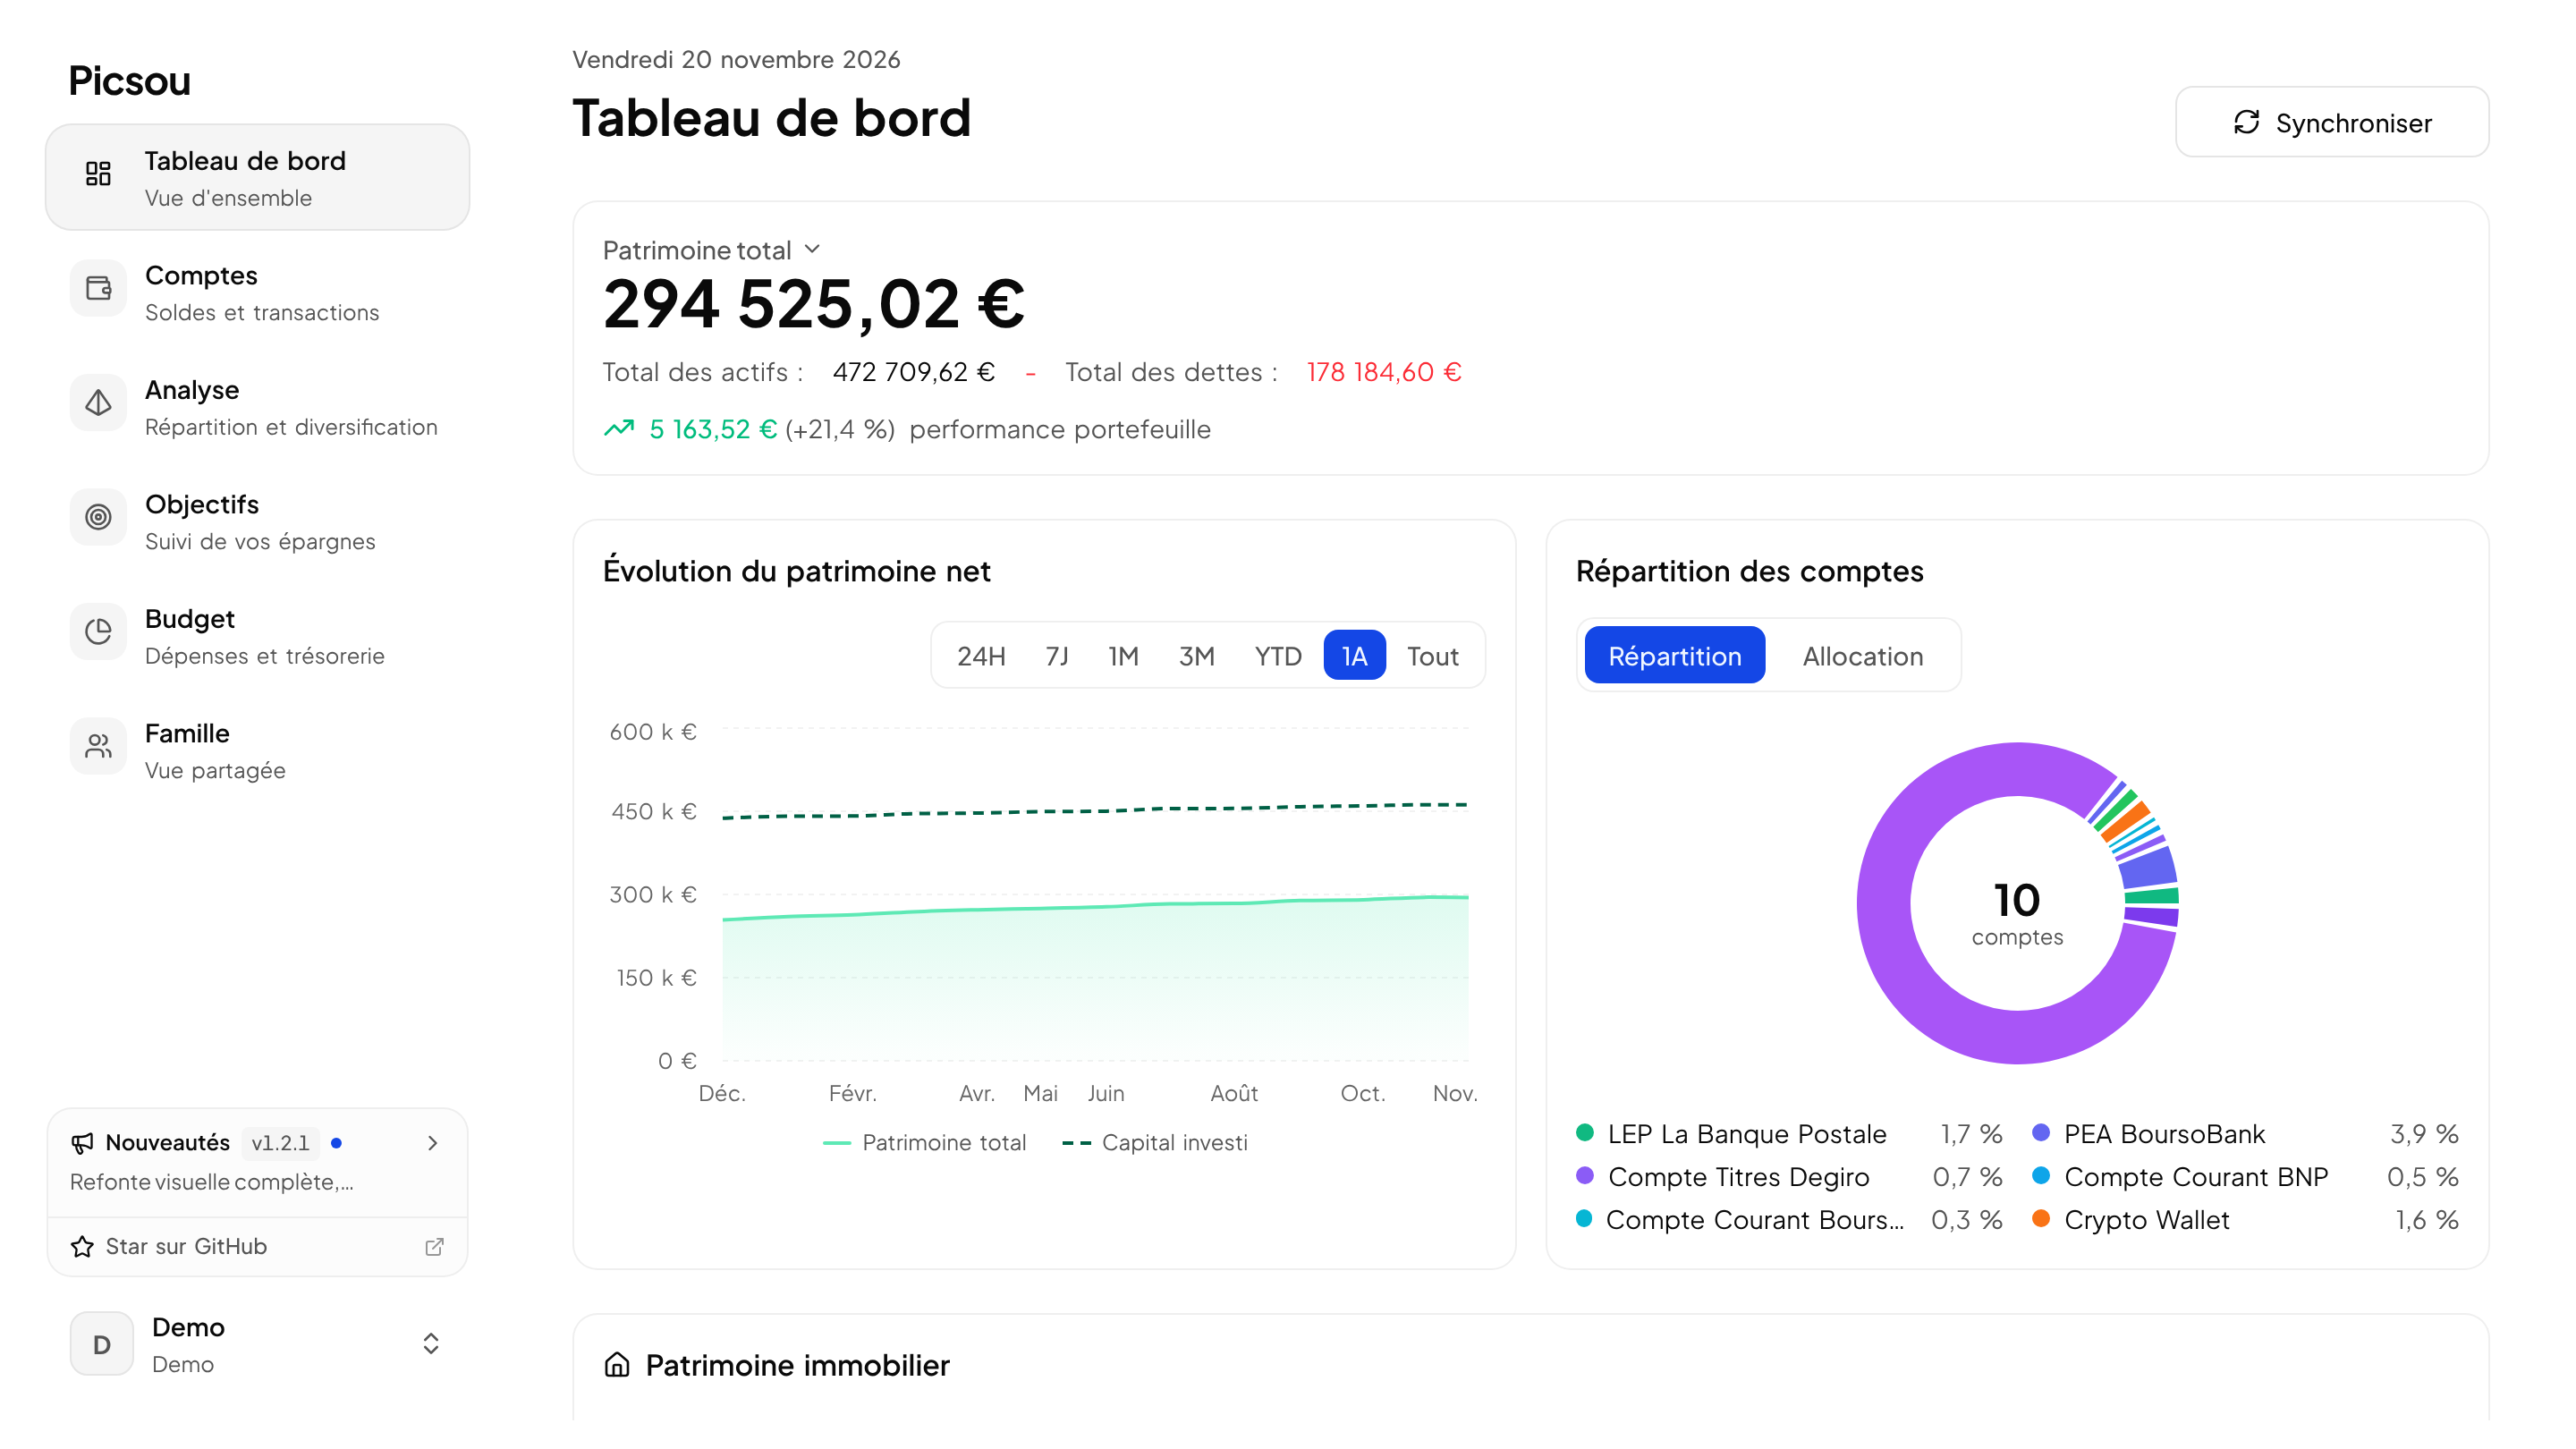 Picsou
Tableau de bord
Vue d'ensemble
Comptes
Soldes et transactions
Analyse
Répartition et diversification
Objectifs
Suivi de vos épargnes
Budget
Dépenses et trésorerie
Famille
Vue partagée
Nouveautés v1.2.1
Refonte visuelle complète,...
Star sur GitHub
D
Demo
Demo
Vendredi 20 novembre 2026
Tableau de bord
Synchroniser
Patrimoine total
294 525,02 €
Total des actifs : 472 709,62 € - Total des dettes : 178 184,60 €
5 163,52 € (+21,4 %) performance portefeuille
Évolution du patrimoine net
24H 7J 1M 3M YTD 1A Tout
600 k €
450 k €
300 k €
150 k €
0 €
Déc. Févr. Avr. Mai Juin Août Oct. Nov.
Patrimoine total Capital investi
Répartition des comptes
Répartition Allocation
10
comptes
LEP La Banque Postale 1,7 % PEA BoursoBank 3,9 %
Compte Titres Degiro 0,7 % Compte Courant BNP 0,5 %
Compte Courant Bours... 0,3 % Crypto Wallet 1,6 %
Patrimoine immobilier